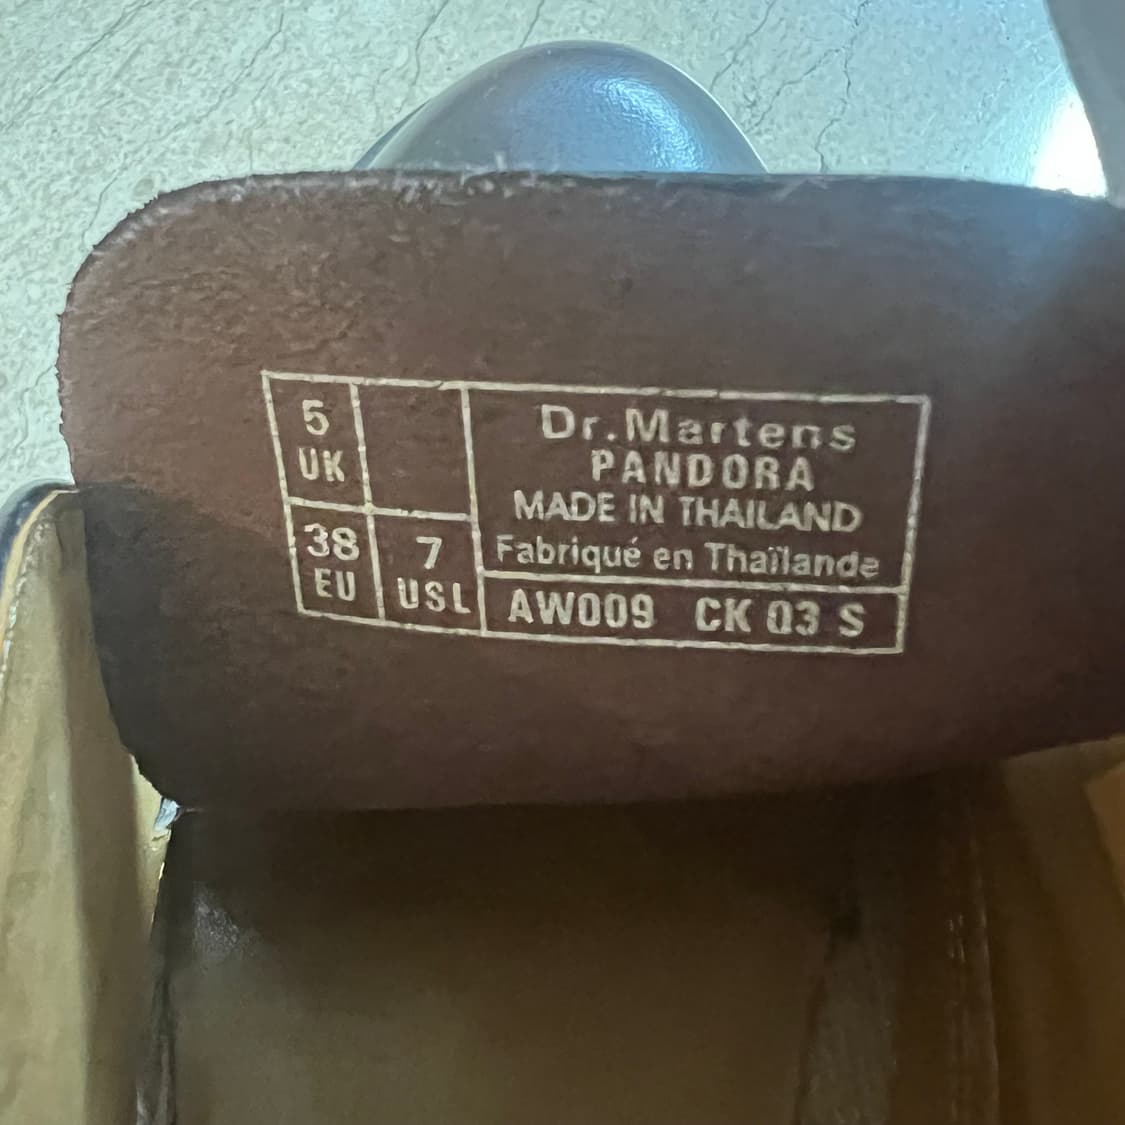 5
UK
38
EU
7
USL
Dr.Martens
PANDORA
MADE IN THAILAND
Fabriqué en Thaïlande
AW009 CK 03 S